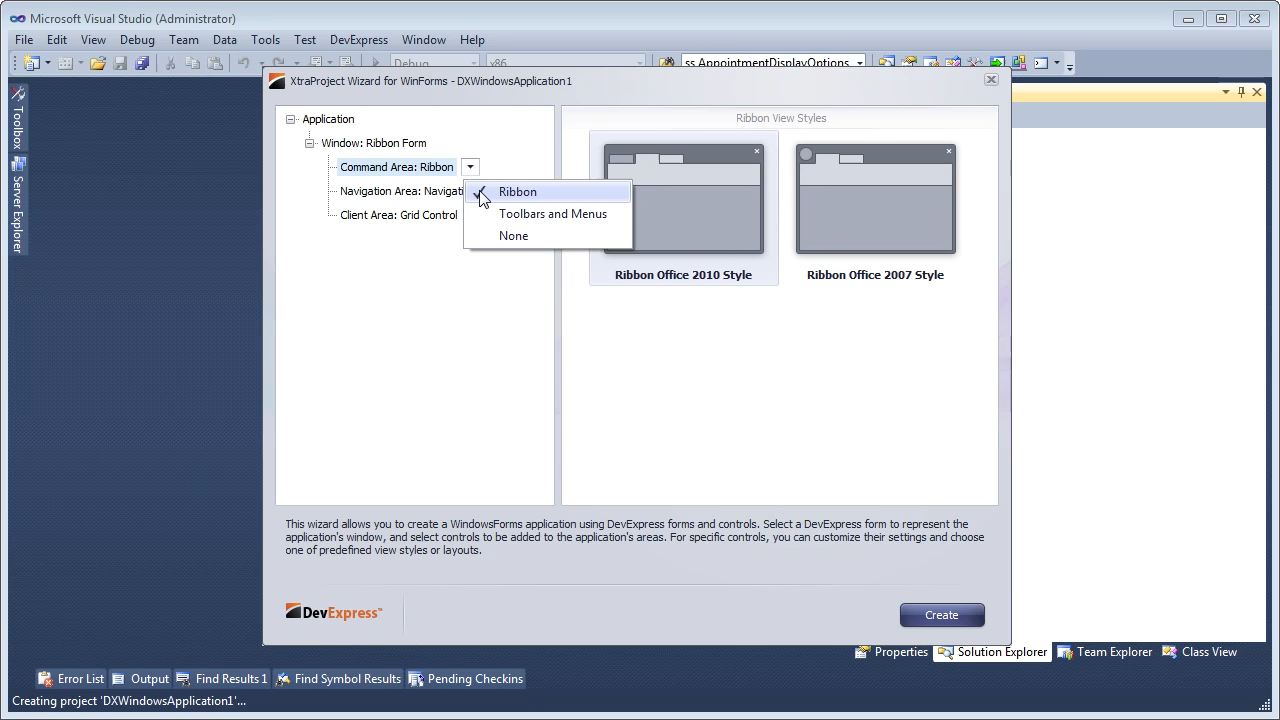 Microsoft Visual Studio (Administrator)
File Edit View Debug Team Data Tools Test DevExpress Window Help
Debug x86 ss.AppointmentDisplayOptions
XtraProject Wizard for WinForms - DXWindowsApplication1
Toolbox
Server Explorer
Application
Window: Ribbon Form
Command Area: Ribbon
Navigation Area: Navigati
Client Area: Grid Control
Ribbon
Toolbars and Menus
None
Ribbon View Styles
Ribbon Office 2010 Style
Ribbon Office 2007 Style
This wizard allows you to create a WindowsForms application using DevExpress forms and controls. Select a DevExpress form to represent the
application's window, and select controls to be added to the application's areas. For specific controls, you can customize their settings and choose
one of predefined view styles or layouts.
DevExpress™
Create
Properties Solution Explorer Team Explorer Class View
Error List Output Find Results 1 Find Symbol Results Pending Checkins
Creating project 'DXWindowsApplication1'...